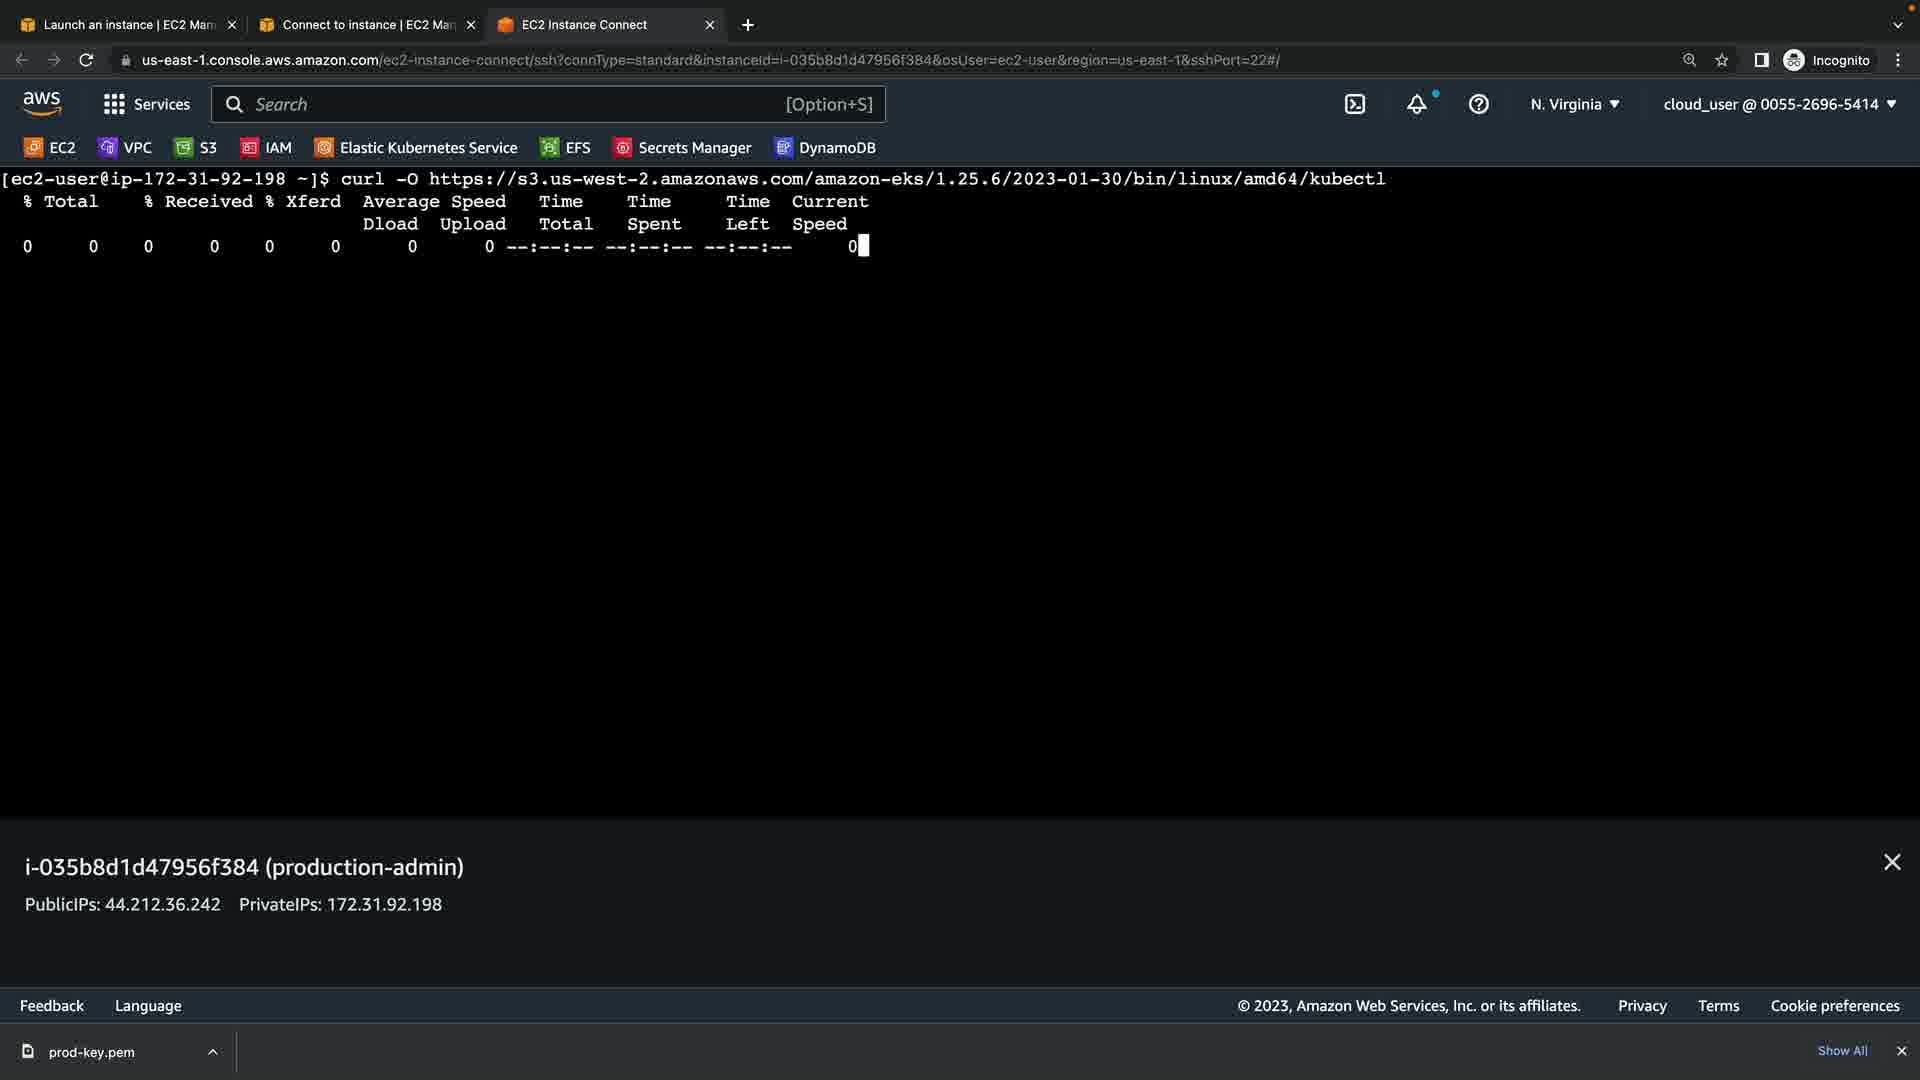 Launch an instance | EC2 Man
Connect to instance | EC2 Man
EC2 Instance Connect
us-east-1.console.aws.amazon.com/ec2-instance-connect/ssh?connType=standard&instanceId=i-035b8d1d47956f384&osUser=ec2-user&region=us-east-1&sshPort=22#/
Incognito
aws
Services
Search
[Option+S]
N. Virginia
cloud_user @ 0055-2696-5414
EC2 VPC S3 IAM Elastic Kubernetes Service EFS Secrets Manager DynamoDB
[ec2-user@ip-172-31-92-198 ~]$ curl -O https://s3.us-west-2.amazonaws.com/amazon-eks/1.25.6/2023-01-30/bin/linux/amd64/kubectl
% Total % Received % Xferd Average Speed Time Time Time Current
Dload Upload Total Spent Left Speed
0 0 0 0 0 0 0 0 --:--:-- --:--:-- --:--:-- 0
i-035b8d1d47956f384 (production-admin)
PublicIPs: 44.212.36.242 PrivateIPs: 172.31.92.198
Feedback Language
© 2023, Amazon Web Services, Inc. or its affiliates. Privacy Terms Cookie preferences
prod-key.pem
Show All